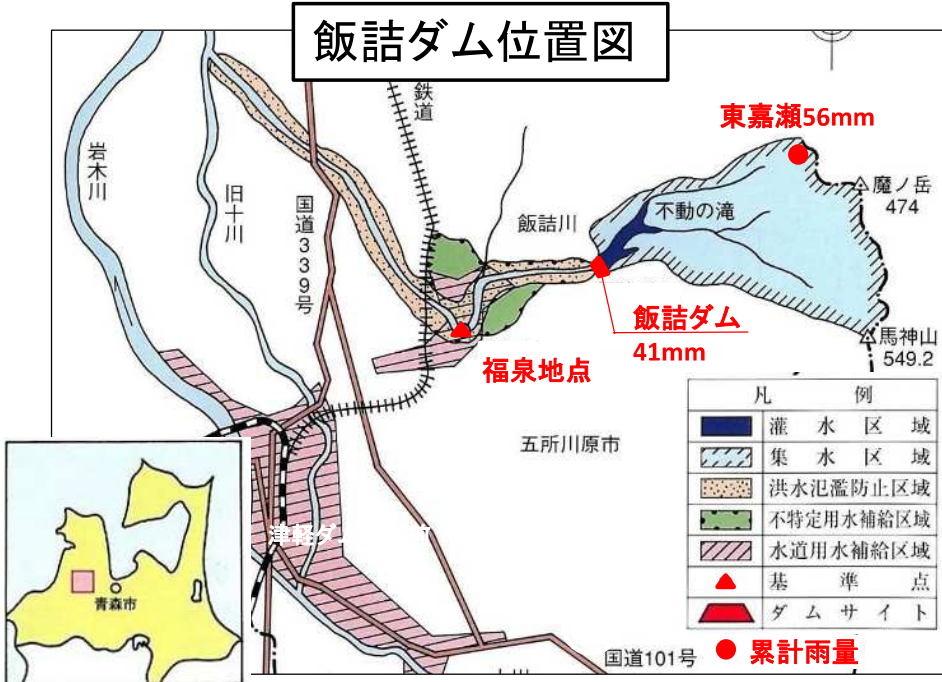 飯詰ダム位置図
鉄道
東嘉瀬56mm
岩木川
旧十川
国道339号
飯詰川
不動の滝
魔ノ岳
474
飯詰ダム
41mm
馬神山
549.2
福泉地点
五所川原市
凡例
灌水区域
集水区域
洪水氾濫防止区域
不特定用水補給区域
水道用水補給区域
基準点
ダムサイト
累計雨量
津軽ダ
青森市
国道101号